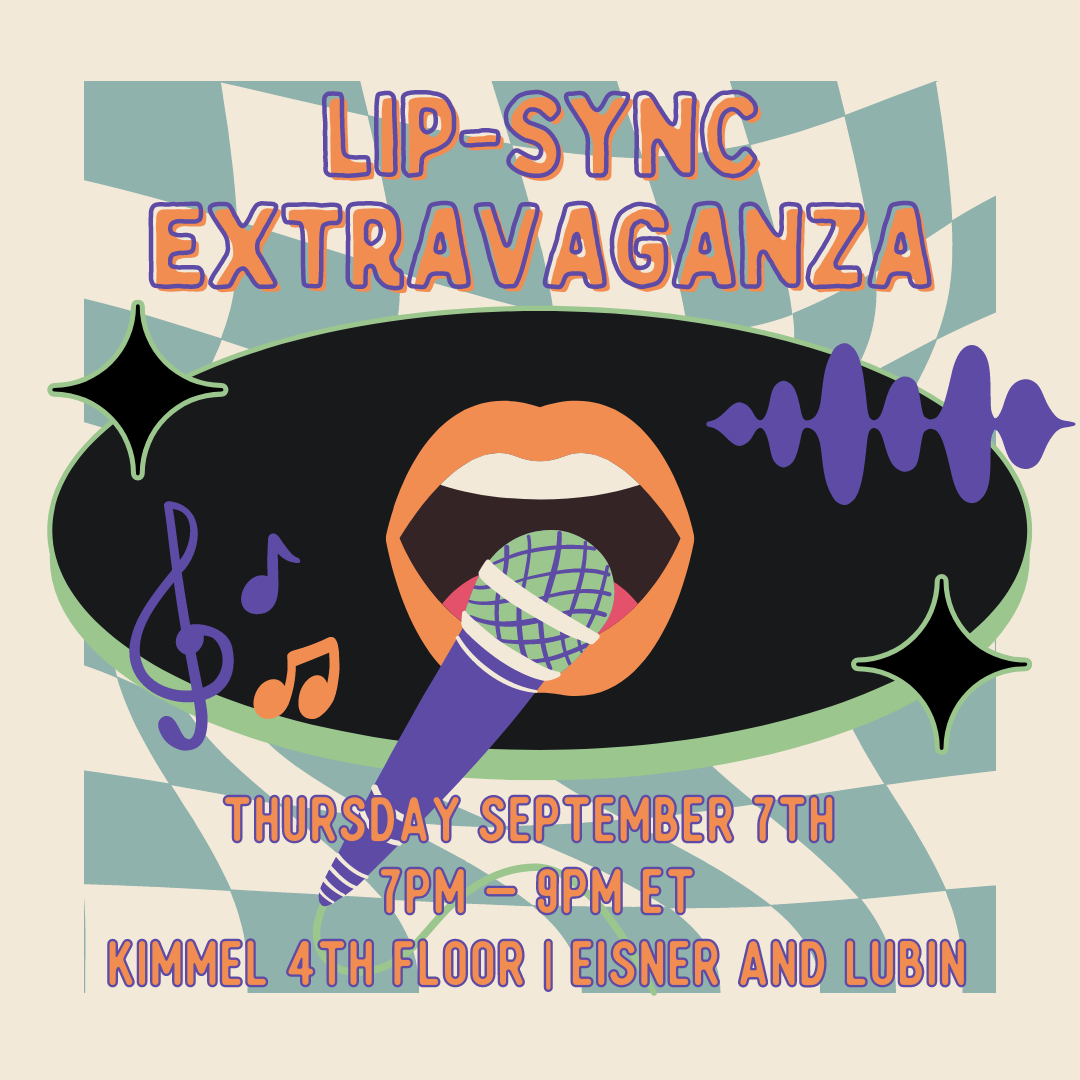 LIP-SYNC
EXTRAVAGANZA
THURSDAY SEPTEMBER 7TH
7PM – 9PM ET
KIMMEL 4TH FLOOR | EISNER AND LUBIN